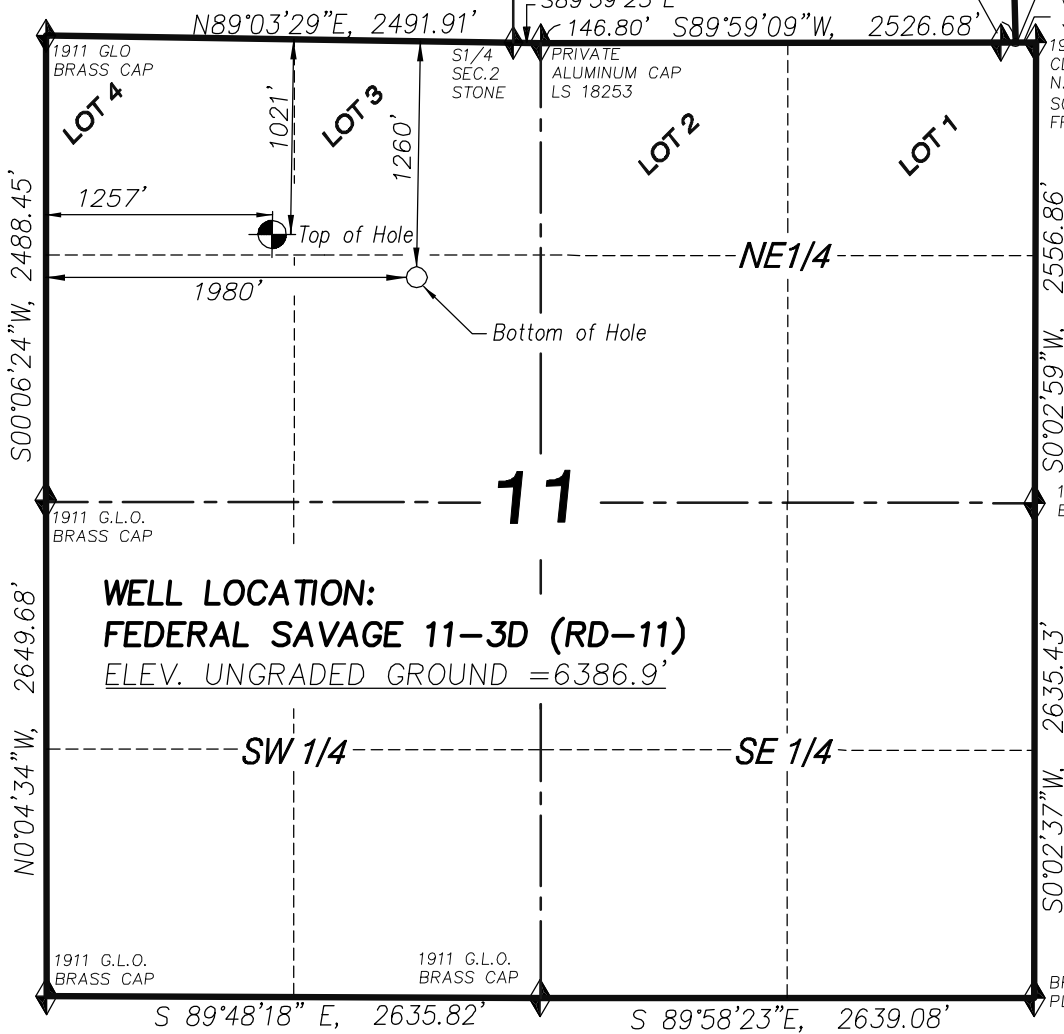 S89°59'25"E
N89°03'29"E, 2491.91'
146.80'
S89°59'09"W, 2526.68'
1911 GLO
BRASS CAP
S1/4
SEC.2
STONE
PRIVATE
ALUMINUM CAP
LS 18253
LOT 4
LOT 3
LOT 2
LOT 1
1021'
1260'
1257'
Top of Hole
NE1/4
1980'
Bottom of Hole
S00°06'24"W, 2488.45'
S0°02'59"W, 2556.86'
11
1911 G.L.O.
BRASS CAP
WELL LOCATION:
FEDERAL SAVAGE 11-3D (RD-11)
ELEV. UNGRADED GROUND =6386.9'
N0°04'34"W, 2649.68'
S0°02'37"W, 2635.43'
SW 1/4
SE 1/4
1911 G.L.O.
BRASS CAP
1911 G.L.O.
BRASS CAP
S 89°48'18" E, 2635.82'
S 89°58'23"E, 2639.08'